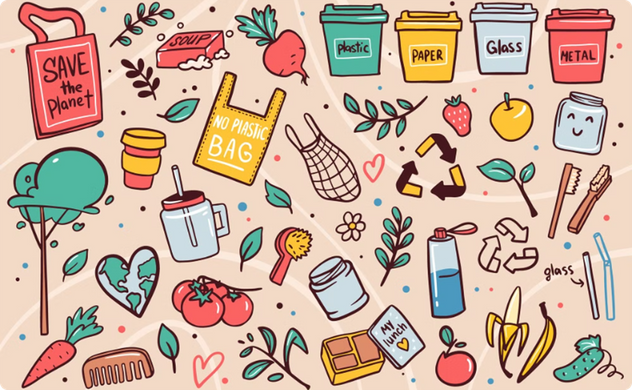 SAVE
the
Planet
SOUP
plastic
PAPER
Glass
METAL
NO PLASTIC
BAG
glass
My
lunch